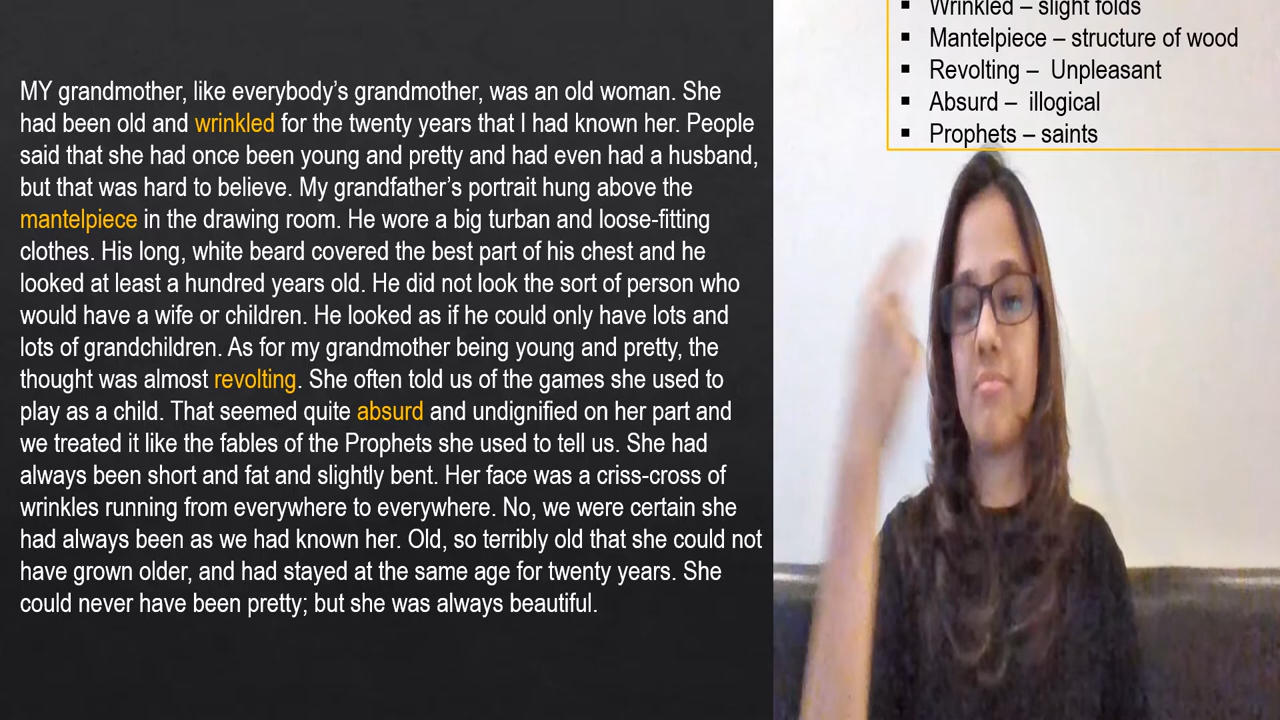 MY grandmother, like everybody’s grandmother, was an old woman. She
had been old and wrinkled for the twenty years that I had known her. People
said that she had once been young and pretty and had even had a husband,
but that was hard to believe. My grandfather’s portrait hung above the
mantelpiece in the drawing room. He wore a big turban and loose-fitting
clothes. His long, white beard covered the best part of his chest and he
looked at least a hundred years old. He did not look the sort of person who
would have a wife or children. He looked as if he could only have lots and
lots of grandchildren. As for my grandmother being young and pretty, the
thought was almost revolting. She often told us of the games she used to
play as a child. That seemed quite absurd and undignified on her part and
we treated it like the fables of the Prophets she used to tell us. She had
always been short and fat and slightly bent. Her face was a criss-cross of
wrinkles running from everywhere to everywhere. No, we were certain she
had always been as we had known her. Old, so terribly old that she could not
have grown older, and had stayed at the same age for twenty years. She
could never have been pretty; but she was always beautiful.
▪ Wrinkled – slight folds
▪ Mantelpiece – structure of wood
▪ Revolting – Unpleasant
▪ Absurd – illogical
▪ Prophets – saints